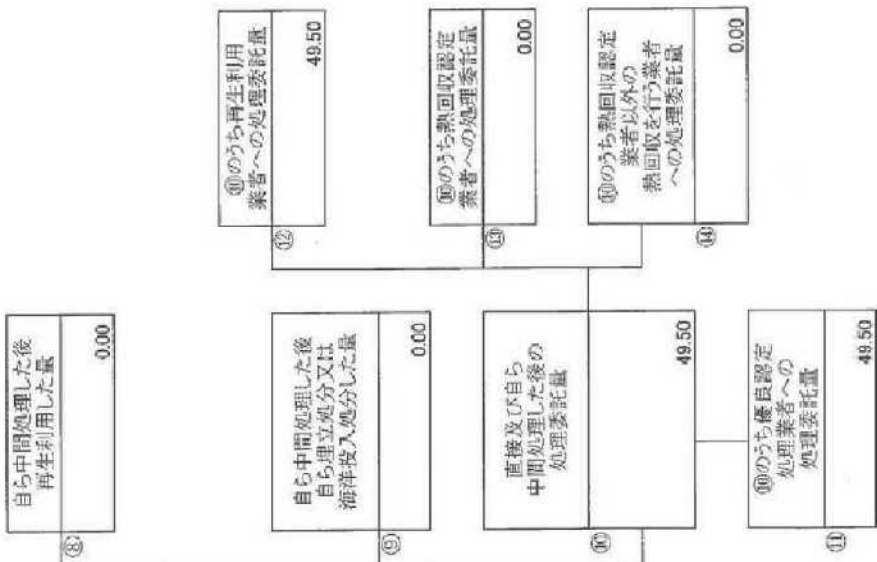 ⑧
自ら中間処理した後
再生利用した量
0.00
⑨
自ら中間処理した後
自ら埋立処分又は
海洋投入処分した量
0.00
⑩
直接及び自ら
中間処理した後の
処理委託量
49.50
⑪
⑩のうち優良認定
処理業者への
処理委託量
49.50
⑫
⑩のうち再生利用
業者への処理委託量
49.50
⑬
⑩のうち熱回収認定
業者への処理委託量
0.00
⑭
⑩のうち熱回収認定
業者以外の
熱回収を行う業者
への処理委託量
0.00